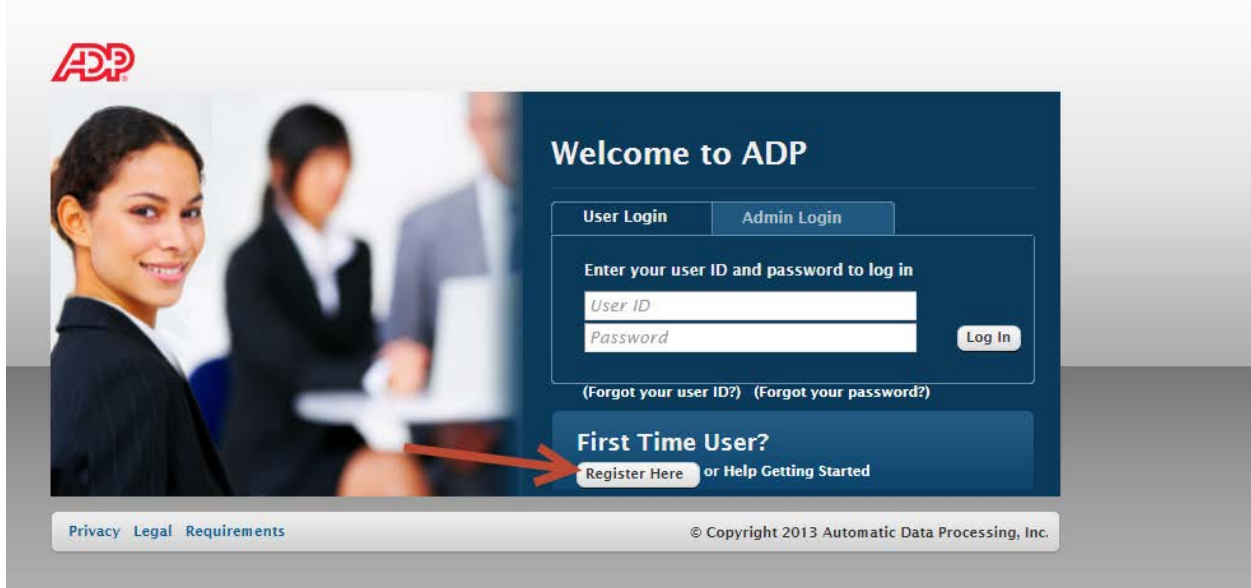 ADP
Welcome to ADP
User Login Admin Login
Enter your user ID and password to log in
User ID
Password
Log In
(Forgot your user ID?) (Forgot your password?)
First Time User?
Register Here or Help Getting Started
Privacy Legal Requirements © Copyright 2013 Automatic Data Processing, Inc.